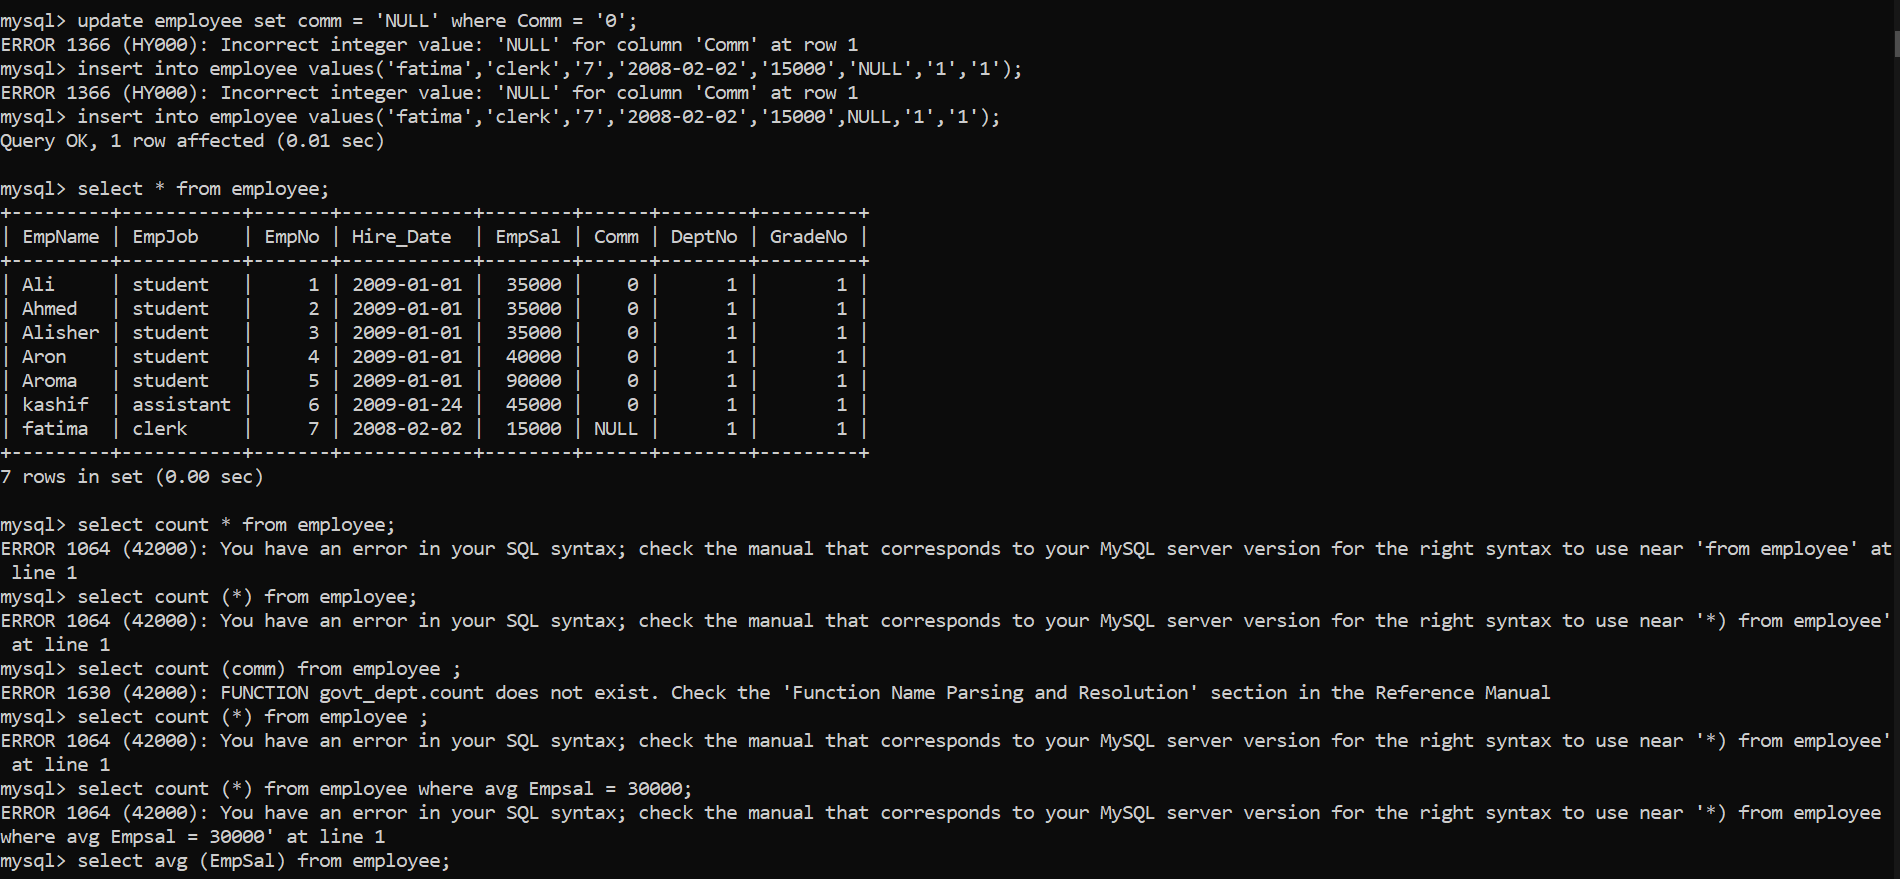 mysql> update employee set comm = 'NULL' where Comm = '0';
ERROR 1366 (HY000): Incorrect integer value: 'NULL' for column 'Comm' at row 1
mysql> insert into employee values('fatima','clerk','7','2008-02-02','15000','NULL','1','1');
ERROR 1366 (HY000): Incorrect integer value: 'NULL' for column 'Comm' at row 1
mysql> insert into employee values('fatima','clerk','7','2008-02-02','15000',NULL,'1','1');
Query OK, 1 row affected (0.01 sec)

mysql> select * from employee;
+---------+-----------+-------+------------+--------+------+--------+---------+
| EmpName | EmpJob    | EmpNo | Hire_Date  | EmpSal | Comm | DeptNo | GradeNo |
+---------+-----------+-------+------------+--------+------+--------+---------+
| Ali     | student   |     1 | 2009-01-01 |  35000 |    0 |      1 |       1 |
| Ahmed   | student   |     2 | 2009-01-01 |  35000 |    0 |      1 |       1 |
| Alisher | student   |     3 | 2009-01-01 |  35000 |    0 |      1 |       1 |
| Aron    | student   |     4 | 2009-01-01 |  40000 |    0 |      1 |       1 |
| Aroma   | student   |     5 | 2009-01-01 |  90000 |    0 |      1 |       1 |
| kashif  | assistant |     6 | 2009-01-24 |  45000 |    0 |      1 |       1 |
| fatima  | clerk     |     7 | 2008-02-02 |  15000 | NULL |      1 |       1 |
+---------+-----------+-------+------------+--------+------+--------+---------+
7 rows in set (0.00 sec)

mysql> select count * from employee;
ERROR 1064 (42000): You have an error in your SQL syntax; check the manual that corresponds to your MySQL server version for the right syntax to use near 'from employee' at
 line 1
mysql> select count (*) from employee;
ERROR 1064 (42000): You have an error in your SQL syntax; check the manual that corresponds to your MySQL server version for the right syntax to use near '*) from employee'
 at line 1
mysql> select count (comm) from employee ;
ERROR 1630 (42000): FUNCTION govt_dept.count does not exist. Check the 'Function Name Parsing and Resolution' section in the Reference Manual
mysql> select count (*) from employee ;
ERROR 1064 (42000): You have an error in your SQL syntax; check the manual that corresponds to your MySQL server version for the right syntax to use near '*) from employee'
 at line 1
mysql> select count (*) from employee where avg Empsal = 30000;
ERROR 1064 (42000): You have an error in your SQL syntax; check the manual that corresponds to your MySQL server version for the right syntax to use near '*) from employee
where avg Empsal = 30000' at line 1
mysql> select avg (EmpSal) from employee;